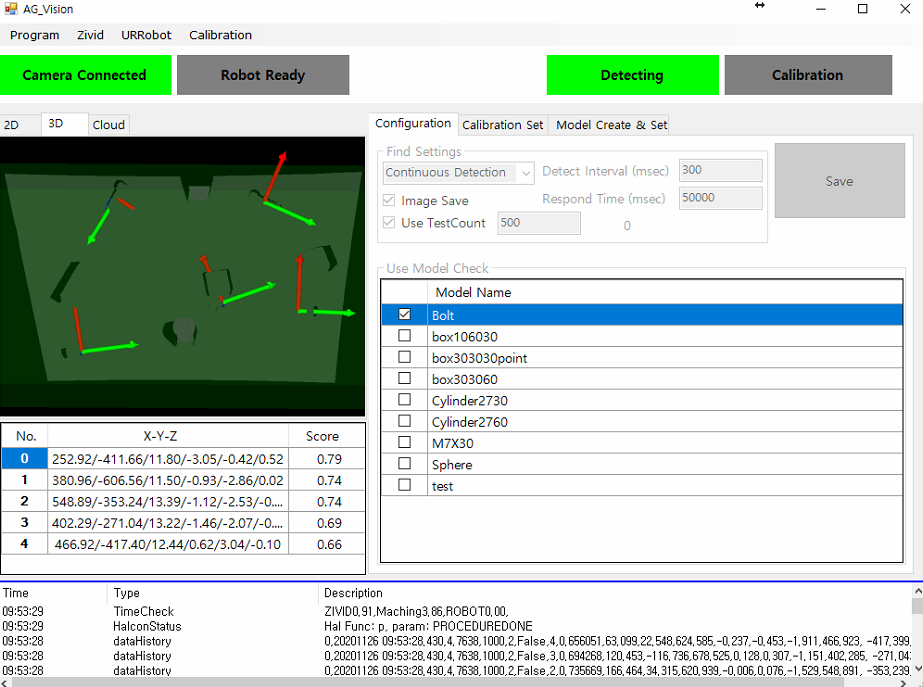 AG_Vision
Program Zivid URRobot Calibration
Camera Connected Robot Ready Detecting Calibration
2D 3D Cloud
Configuration Calibration Set Model Create & Set
Find Settings
Continuous Detection Detect Interval (msec) 300
Image Save Respond Time (msec) 50000
Use TestCount 500 0
Save
Use Model Check
Model Name
Bolt
box106030
box303030point
box303060
Cylinder2730
Cylinder2760
M7X30
Sphere
test
No. X-Y-Z Score
0 252.92/-411.66/11.80/-3.05/-0.42/0.52 0.79
1 380.96/-606.56/11.50/-0.93/-2.86/0.02 0.74
2 548.89/-353.24/13.39/-1.12/-2.53/-0.... 0.74
3 402.29/-271.04/13.22/-1.46/-2.07/-0.... 0.69
4 466.92/-417.40/12.44/0.62/3.04/-0.10 0.66
Time Type Description
09:53:29 TimeCheck ZIVID0,91,Maching3,86,ROBOT0,00,
09:53:29 HalconStatus Hal Func: p, param: PROCEDUREDONE
09:53:28 dataHistory 0,20201126 09:53:28,430,4,7638,1000,2,False,4,0,656051,63,099,22,548,624,585,-0,237,-0,453,-1,911,466,923, -417,399,
09:53:28 dataHistory 0,20201126 09:53:28,430,4,7638,1000,2,False,3,0,694268,120,453,-116,736,678,525,0,128,0,307,-1,151,402,285, -271,04
09:53:28 dataHistory 0,20201126 09:53:28,430,4,7638,1000,2,False,2,0,735669,166,464,34,315,620,939,-0,006,0,076,-1,529,548,891, -353,239